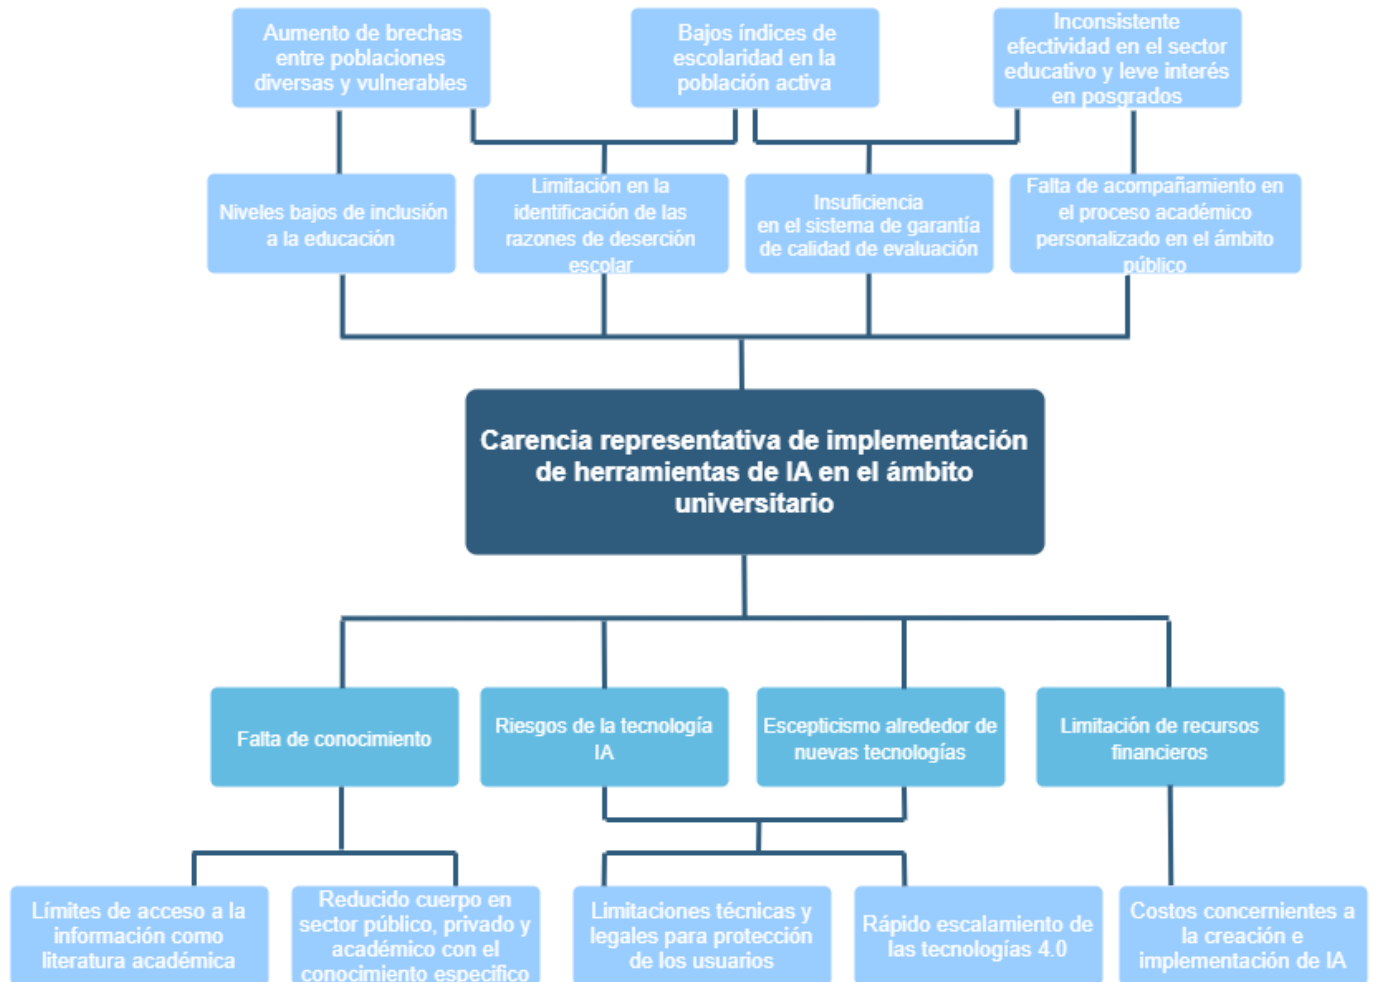 Aumento de brechas
entre poblaciones
diversas y vulnerables
Bajos índices de
escolaridad en la
población activa
Inconsistente
efectividad en el sector
educativo y leve interés
en posgrados
Niveles bajos de inclusión
a la educación
Limitación en la
identificación de las
razones de deserción
escolar
Insuficiencia
en el sistema de garantía
de calidad de evaluación
Falta de acompañamiento en
el proceso académico
personalizado en el ámbito
público
Carencia representativa de implementación
de herramientas de IA en el ámbito
universitario
Falta de conocimiento
Riesgos de la tecnología
IA
Escepticismo alrededor de
nuevas tecnologías
Limitación de recursos
financieros
Límites de acceso a la
información como
literatura académica
Reducido cuerpo en
sector público, privado y
académico con el
conocimiento especifico
Limitaciones técnicas y
legales para protección
de los usuarios
Rápido escalamiento de
las tecnologías 4.0
Costos concernientes a
la creación e
implementación de IA